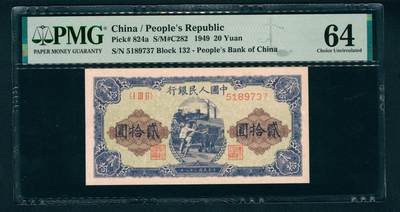 PMG
PAPER MONEY GUARANTY
China / People's Republic
Pick# 824a S/M#C282 1949 20 Yuan
S/N 5189737 Block 132 - People's Bank of China
64
Choice Uncirculated
行銀民人國中
5189737
圓拾貳
圓拾貳